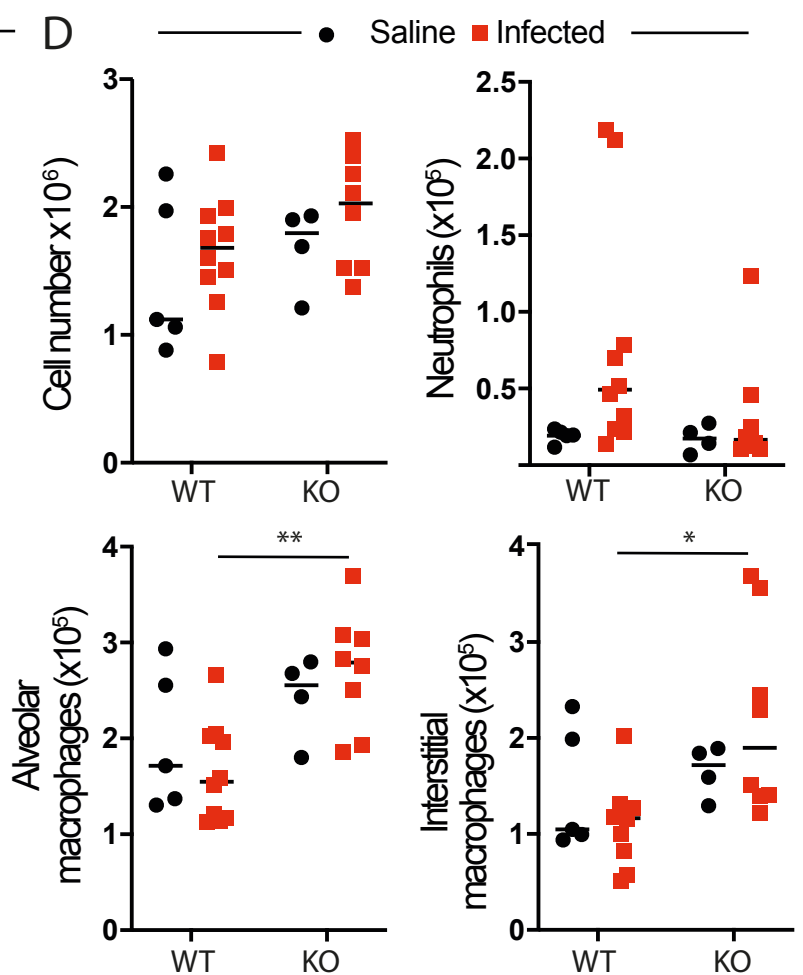 D
Saline Infected
3
2
1
0
Cell number x10⁶
WT KO
2.5
2.0
1.5
1.0
0.5
Neutrophils (x10⁵)
WT KO
4
3
2
1
0
Alveolar
macrophages (x10⁵)
**
WT KO
4
3
2
1
0
Interstitial
macrophages (x10⁵)
*
WT KO